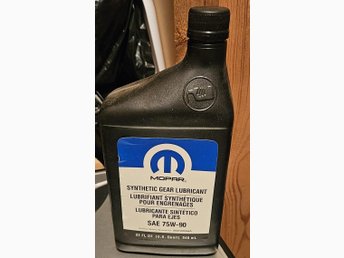 MOPAR
SYNTHETIC GEAR LUBRICANT
LUBRIFIANT SYNTHÉTIQUE
POUR ENGRENAGES
LUBRICANTE SINTÉTICO
PARA EJES
SAE 75W-90